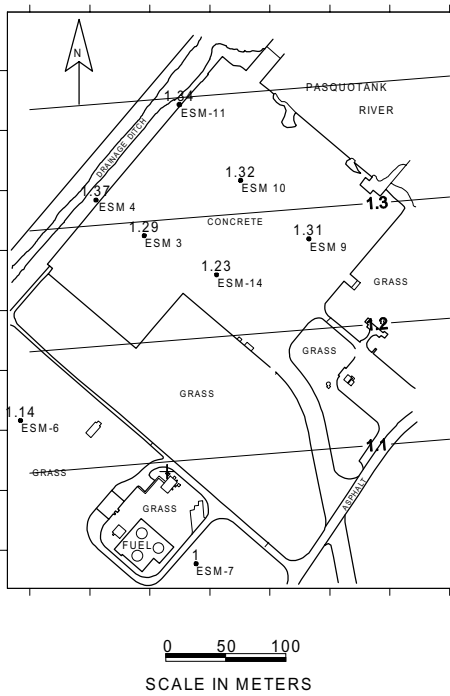 N
1.34
ESM-11
PASQUOTANK
RIVER
DRAINAGE DITCH
1.32
ESM 10
1.37
ESM 4
1.3
CONCRETE
1.29
ESM 3
1.31
ESM 9
1.23
ESM-14
GRASS
1.2
GRASS
GRASS
1.14
ESM-6
1.1
GRASS
ASPHALT
GRASS
FUEL
1
ESM-7
0 50 100
SCALE IN METERS